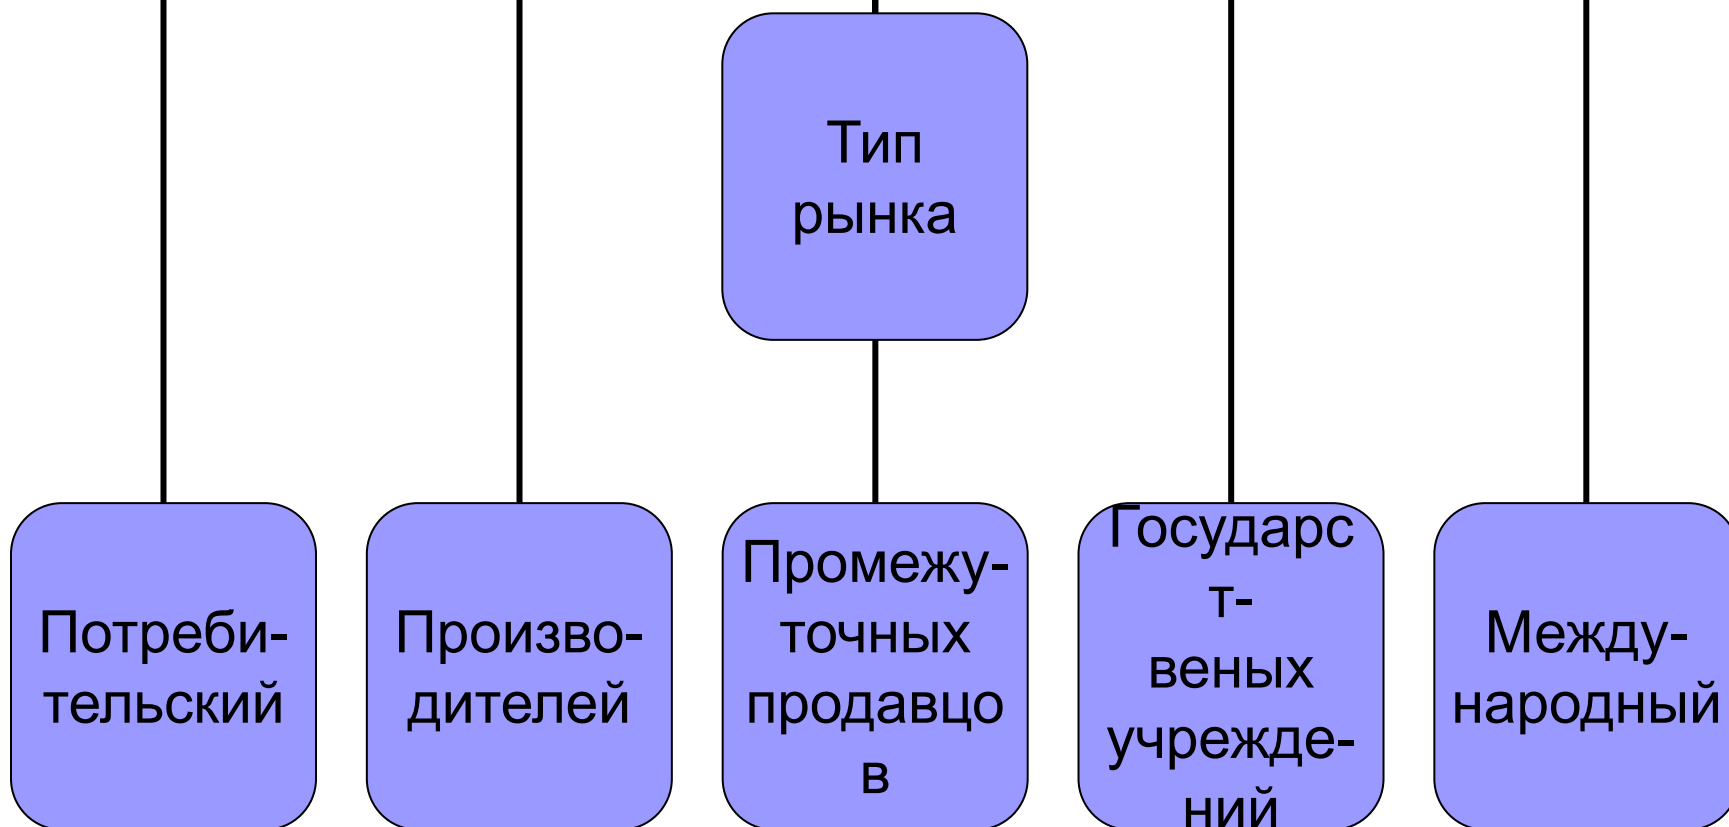 Тип
рынка
Потреби-
тельский
Произво-
дителей
Промежу-
точных
продавцо
в
Государс
т-
веных
учрежде-
ний
Между-
народный